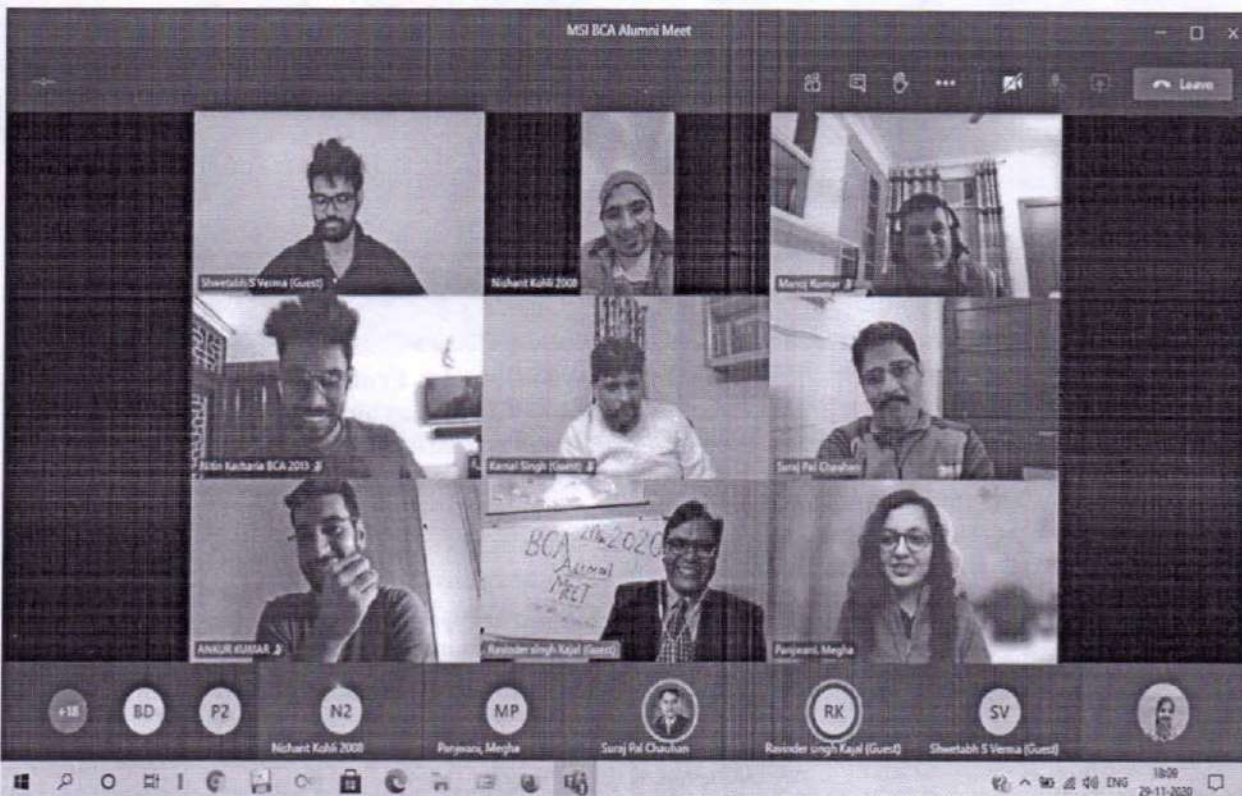 MSI BCA Alumni Meet
Leave
Shwetabh S Verma (Guest)
Nishant Kohli 2008
Manoj Kumar
Nitin Kacharia BCA 2013
Kamal Singh (Guest)
Suraj Pal Chauhan
BCA 2020
ALUMNI
MEET
ANKUR KUMAR
Ravinder singh Kajal (Guest)
Panjwani, Megha
+18
BD
P2
N2
MP
RK
SV
Nishant Kohli 2008
Panjwani, Megha
Suraj Pal Chauhan
Ravinder singh Kajal (Guest)
Shwetabh S Verma (Guest)
ENG
18:09
29-11-2020